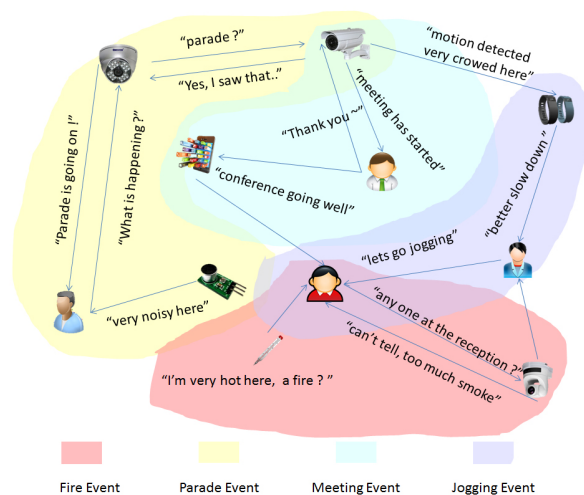 “parade ?”
“motion detected
very crowed here”
“Yes, I saw that..”
“meeting has started”
“Thank you ~”
“Parade is going on !”
“What is happening ?”
“conference going well”
“better slow down ”
“lets go jogging”
“very noisy here”
“any one at the reception ?”
“can’t tell, too much smoke”
“I’m very hot here, a fire ? ”
Fire Event
Parade Event
Meeting Event
Jogging Event